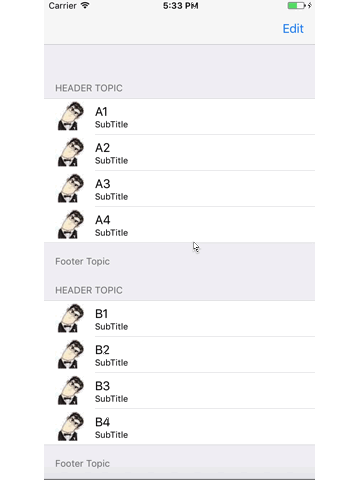 Carrier 5:33 PM
Edit
HEADER TOPIC
A1
SubTitle
A2
SubTitle
A3
SubTitle
A4
SubTitle
Footer Topic
HEADER TOPIC
B1
SubTitle
B2
SubTitle
B3
SubTitle
B4
SubTitle
Footer Topic